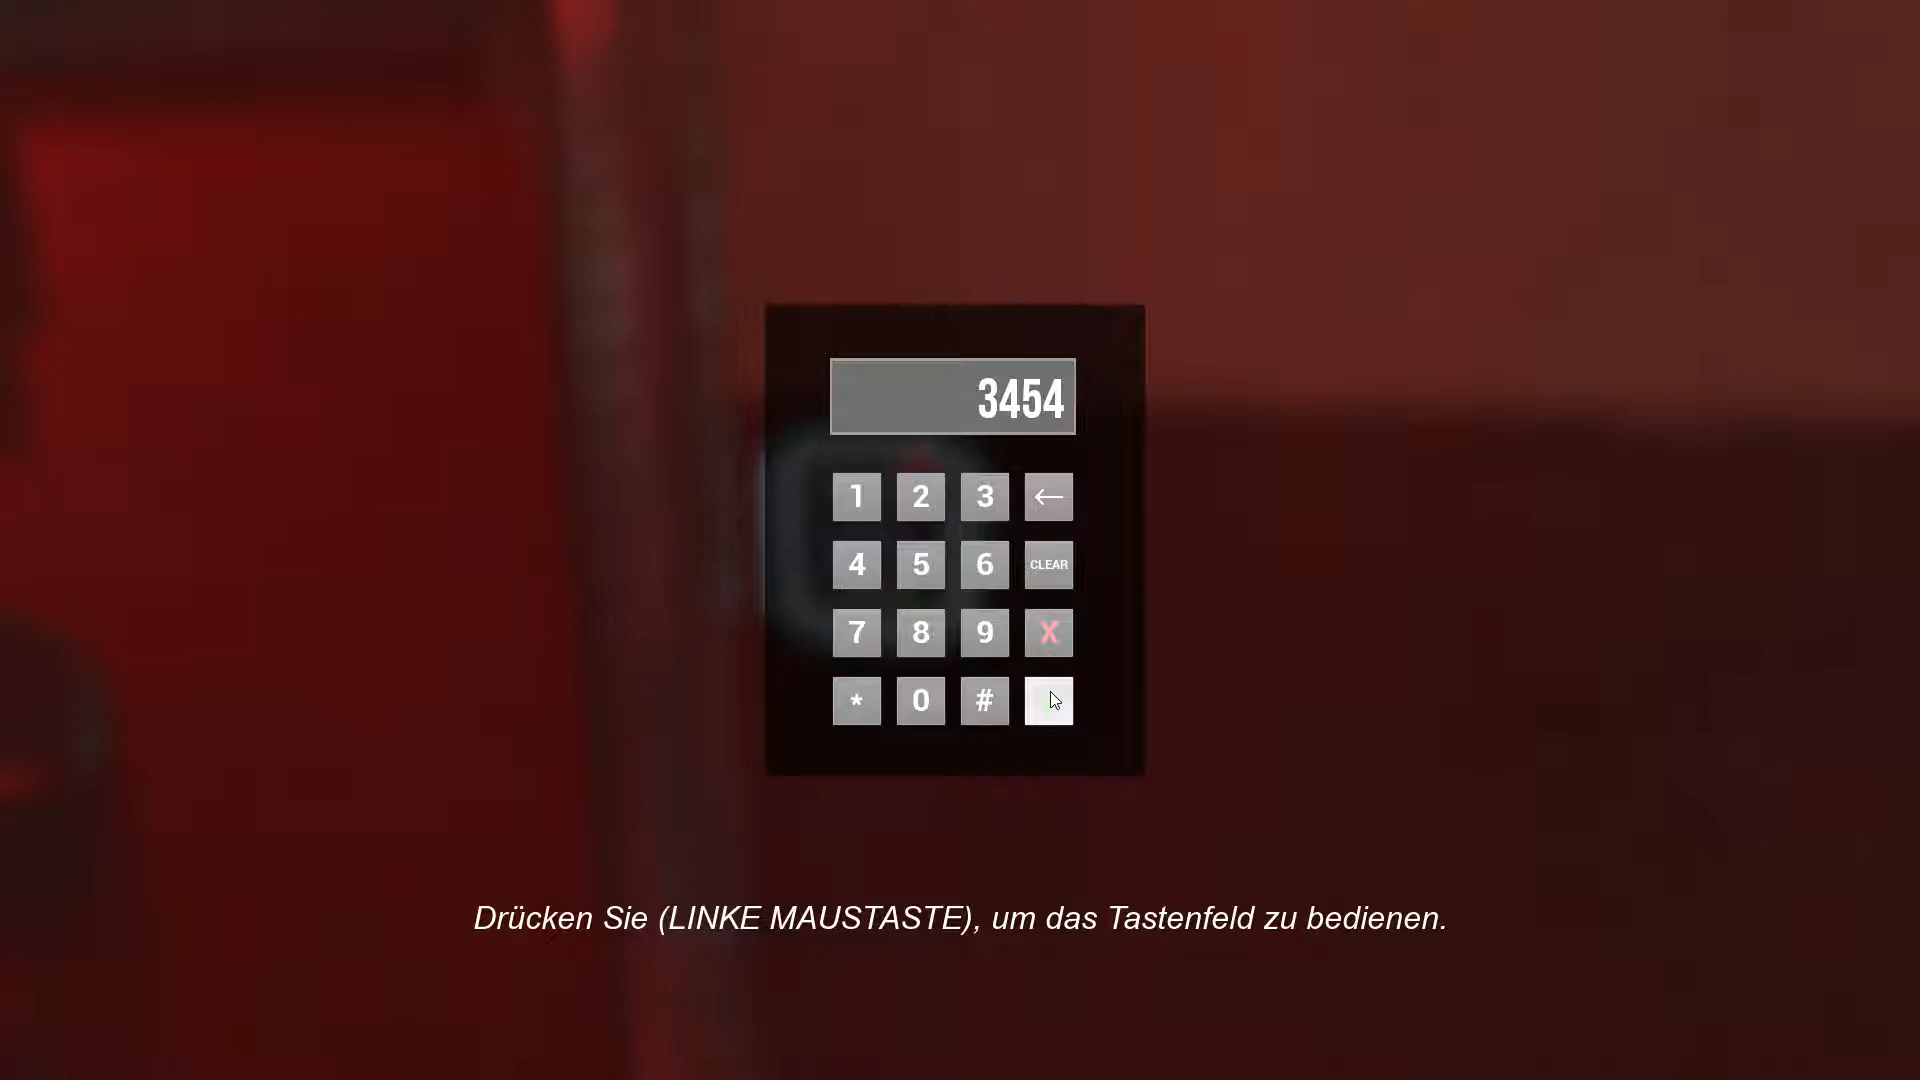 3454
1 2 3 ←
4 5 6 CLEAR
7 8 9 X
* 0 #
Drücken Sie (LINKE MAUSTASTE), um das Tastenfeld zu bedienen.